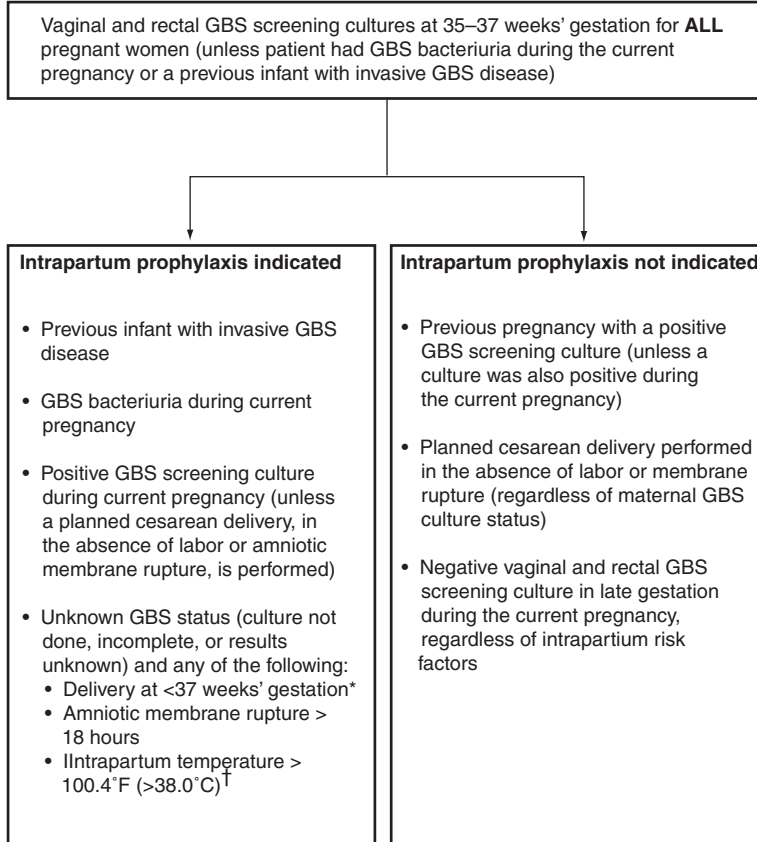 Vaginal and rectal GBS screening cultures at 35–37 weeks' gestation for ALL
pregnant women (unless patient had GBS bacteriuria during the current
pregnancy or a previous infant with invasive GBS disease)
Intrapartum prophylaxis indicated
• Previous infant with invasive GBS
disease
• GBS bacteriuria during current
pregnancy
• Positive GBS screening culture
during current pregnancy (unless
a planned cesarean delivery, in
the absence of labor or amniotic
membrane rupture, is performed)
• Unknown GBS status (culture not
done, incomplete, or results
unknown) and any of the following:
• Delivery at <37 weeks' gestation*
• Amniotic membrane rupture >
18 hours
• IIntrapartum temperature >
100.4˚F (>38.0˚C)†
Intrapartum prophylaxis not indicated
• Previous pregnancy with a positive
GBS screening culture (unless a
culture was also positive during
the current pregnancy)
• Planned cesarean delivery performed
in the absence of labor or membrane
rupture (regardless of maternal GBS
culture status)
• Negative vaginal and rectal GBS
screening culture in late gestation
during the current pregnancy,
regardless of intrapartium risk
factors